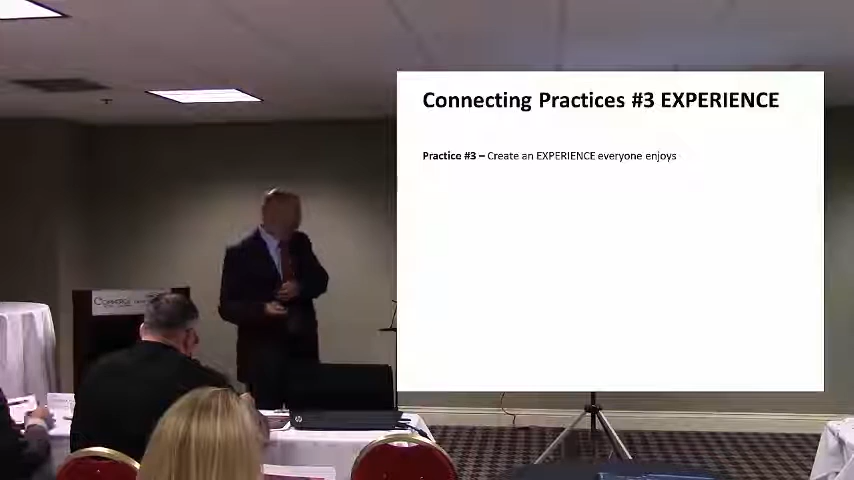 Connecting Practices #3 EXPERIENCE
Practice #3 – Create an EXPERIENCE everyone enjoys